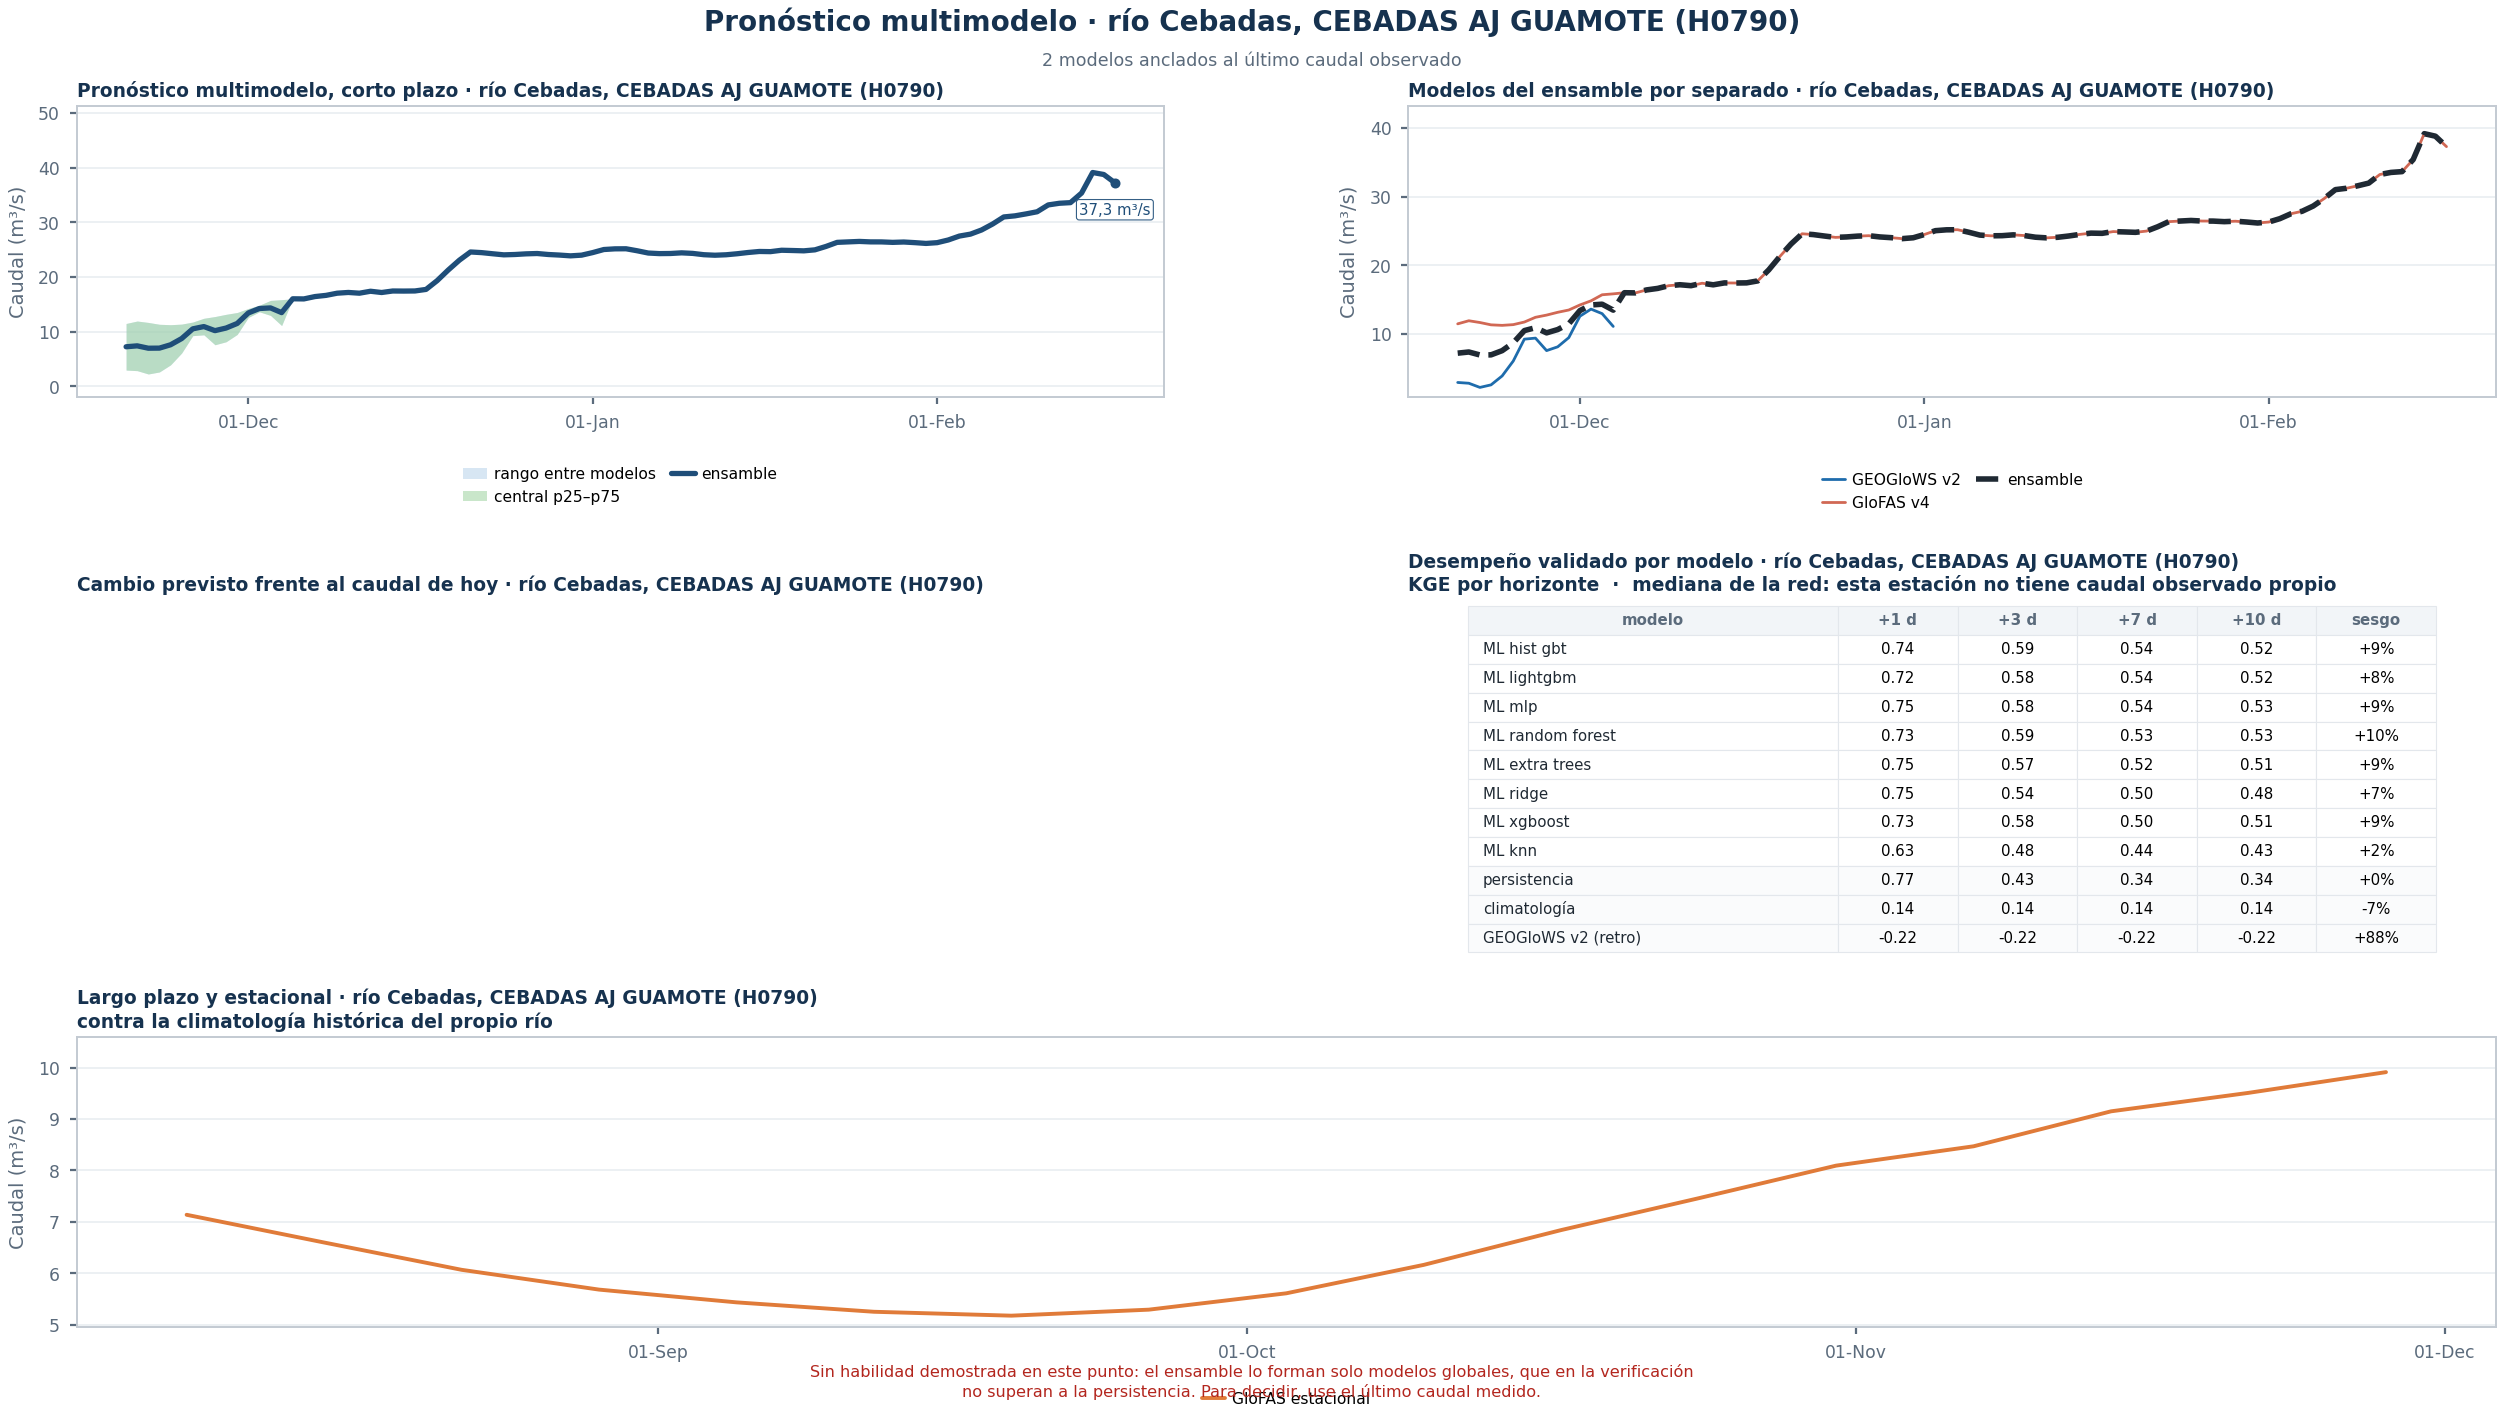 Pronóstico multimodelo · río Cebadas, CEBADAS AJ GUAMOTE (H0790)
2 modelos anclados al último caudal observado
Pronóstico multimodelo, corto plazo · río Cebadas, CEBADAS AJ GUAMOTE (H0790)
Caudal (m³/s)
50
40
30
20
10
0
37,3 m³/s
01-Dec 01-Jan 01-Feb
rango entre modelos ensamble
central p25–p75
Modelos del ensamble por separado · río Cebadas, CEBADAS AJ GUAMOTE (H0790)
Caudal (m³/s)
40
30
20
10
01-Dec 01-Jan 01-Feb
GEOGloWS v2 ensamble
GloFAS v4
Cambio previsto frente al caudal de hoy · río Cebadas, CEBADAS AJ GUAMOTE (H0790)
Desempeño validado por modelo · río Cebadas, CEBADAS AJ GUAMOTE (H0790)
KGE por horizonte · mediana de la red: esta estación no tiene caudal observado propio
modelo +1 d +3 d +7 d +10 d sesgo
ML hist gbt 0.74 0.59 0.54 0.52 +9%
ML lightgbm 0.72 0.58 0.54 0.52 +8%
ML mlp 0.75 0.58 0.54 0.53 +9%
ML random forest 0.73 0.59 0.53 0.53 +10%
ML extra trees 0.75 0.57 0.52 0.51 +9%
ML ridge 0.75 0.54 0.50 0.48 +7%
ML xgboost 0.73 0.58 0.50 0.51 +9%
ML knn 0.63 0.48 0.44 0.43 +2%
persistencia 0.77 0.43 0.34 0.34 +0%
climatología 0.14 0.14 0.14 0.14 -7%
GEOGloWS v2 (retro) -0.22 -0.22 -0.22 -0.22 +88%
Largo plazo y estacional · río Cebadas, CEBADAS AJ GUAMOTE (H0790)
contra la climatología histórica del propio río
Caudal (m³/s)
10
9
8
7
6
5
01-Sep 01-Oct 01-Nov 01-Dec
Sin habilidad demostrada en este punto: el ensamble lo forman solo modelos globales, que en la verificación
no superan a la persistencia. Para decidir, use el último caudal medido.
GloFAS estacional